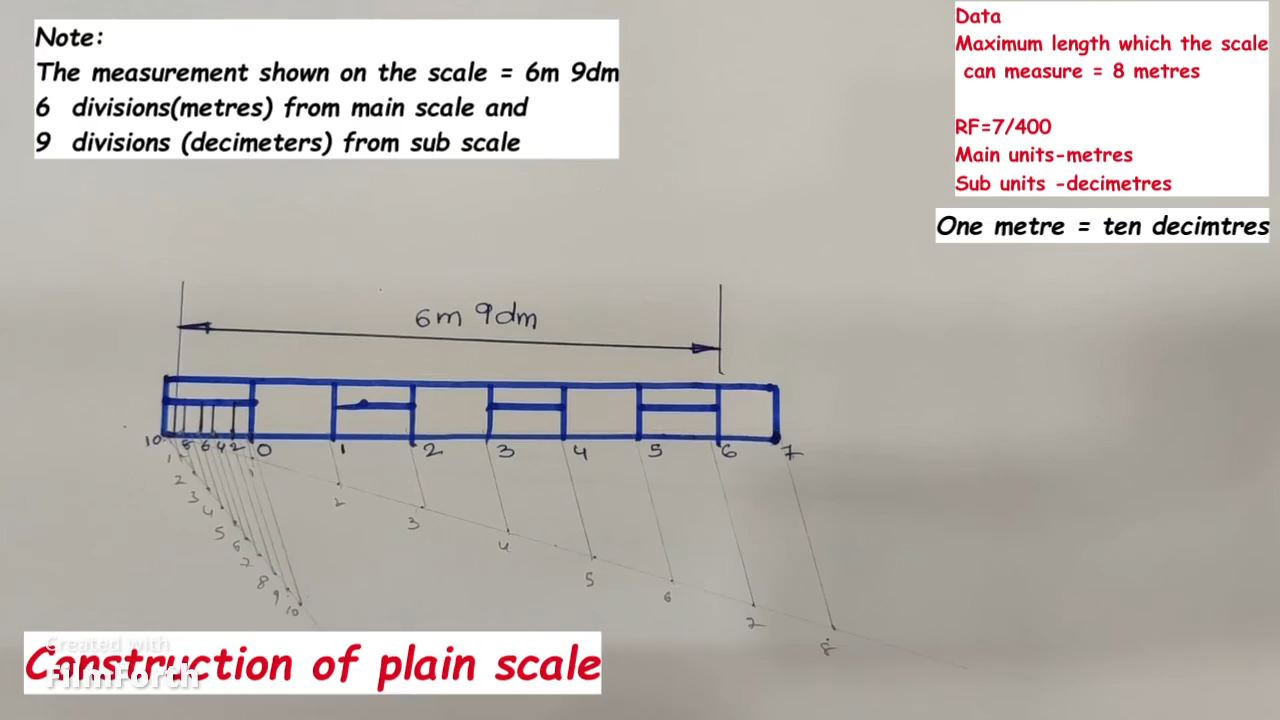 Note:
The measurement shown on the scale = 6m 9dm
6 divisions(metres) from main scale and
9 divisions (decimeters) from sub scale
Data
Maximum length which the scale
can measure = 8 metres
RF=7/400
Main units-metres
Sub units -decimetres
One metre = ten decimtres
6m 9dm
10 8 6 4 2 0 1 2 3 4 5 6 7
1 2 3 4 5 6 7 8 9 10
1 2 3 4 5 6 7 8
Created with
FilmForth
Construction of plain scale